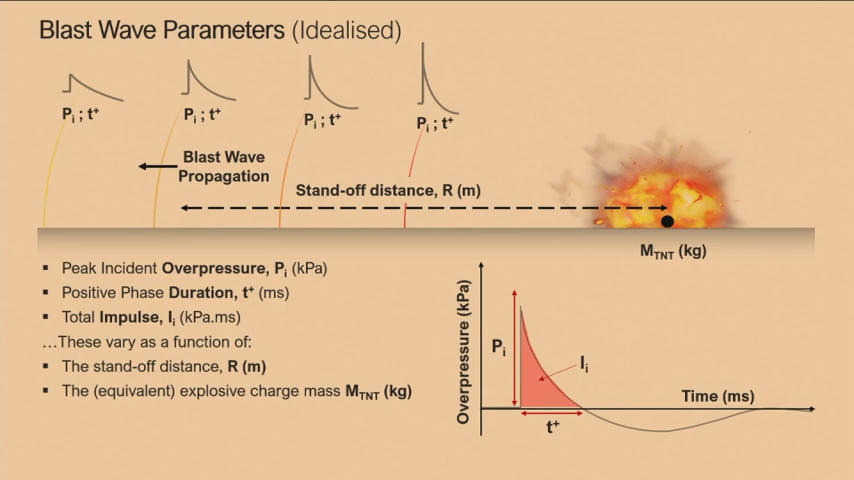 Blast Wave Parameters (Idealised)
Pi ; t+
Pi ; t+
Pi ; t+
Pi ; t+
Blast Wave
Propagation
Stand-off distance, R (m)
MTNT (kg)
▪ Peak Incident Overpressure, Pi (kPa)
▪ Positive Phase Duration, t+ (ms)
▪ Total Impulse, Ii (kPa.ms)
…These vary as a function of:
▪ The stand-off distance, R (m)
▪ The (equivalent) explosive charge mass MTNT (kg)
Overpressure (kPa)
Pi
Ii
Time (ms)
t+